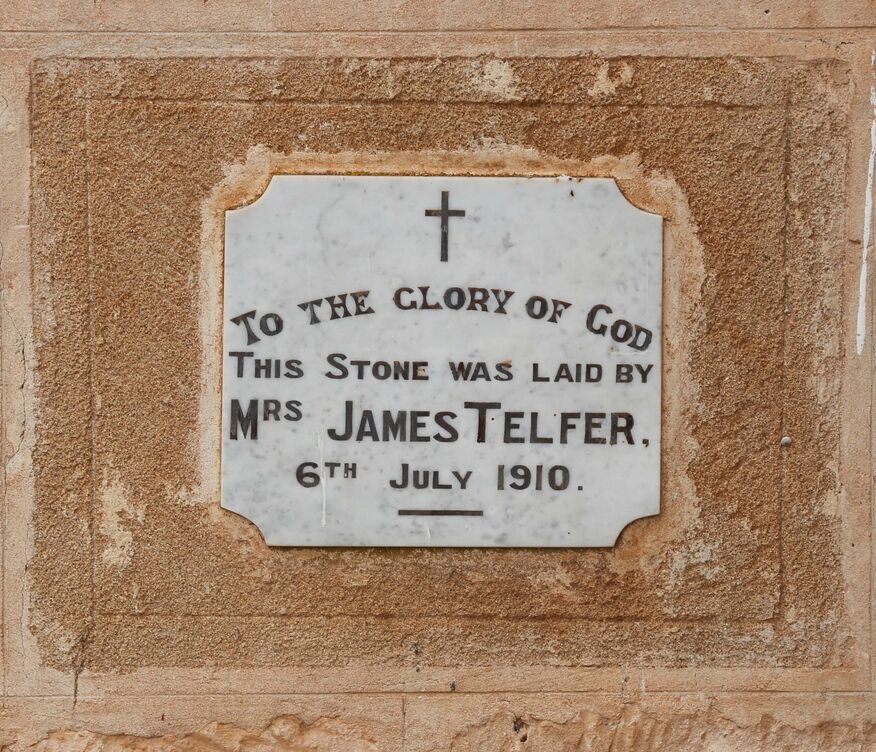 To the Glory of God
This Stone was laid by
Mrs James Telfer.
6th July 1910.